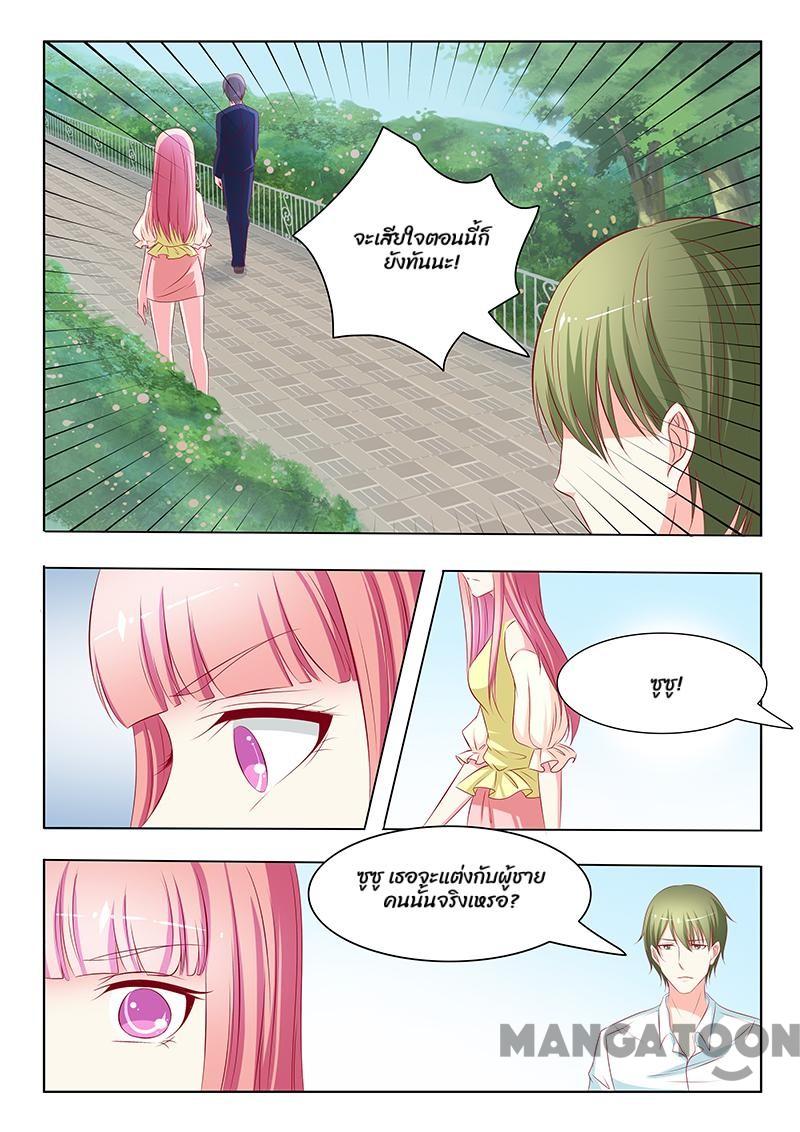 จะเสียใจตอนนี้ก็
ยังทันนะ!
ซูซู!
ซูซู เธอจะแต่งกับผู้ชาย
คนนั้นจริงเหรอ?
MANGATOON